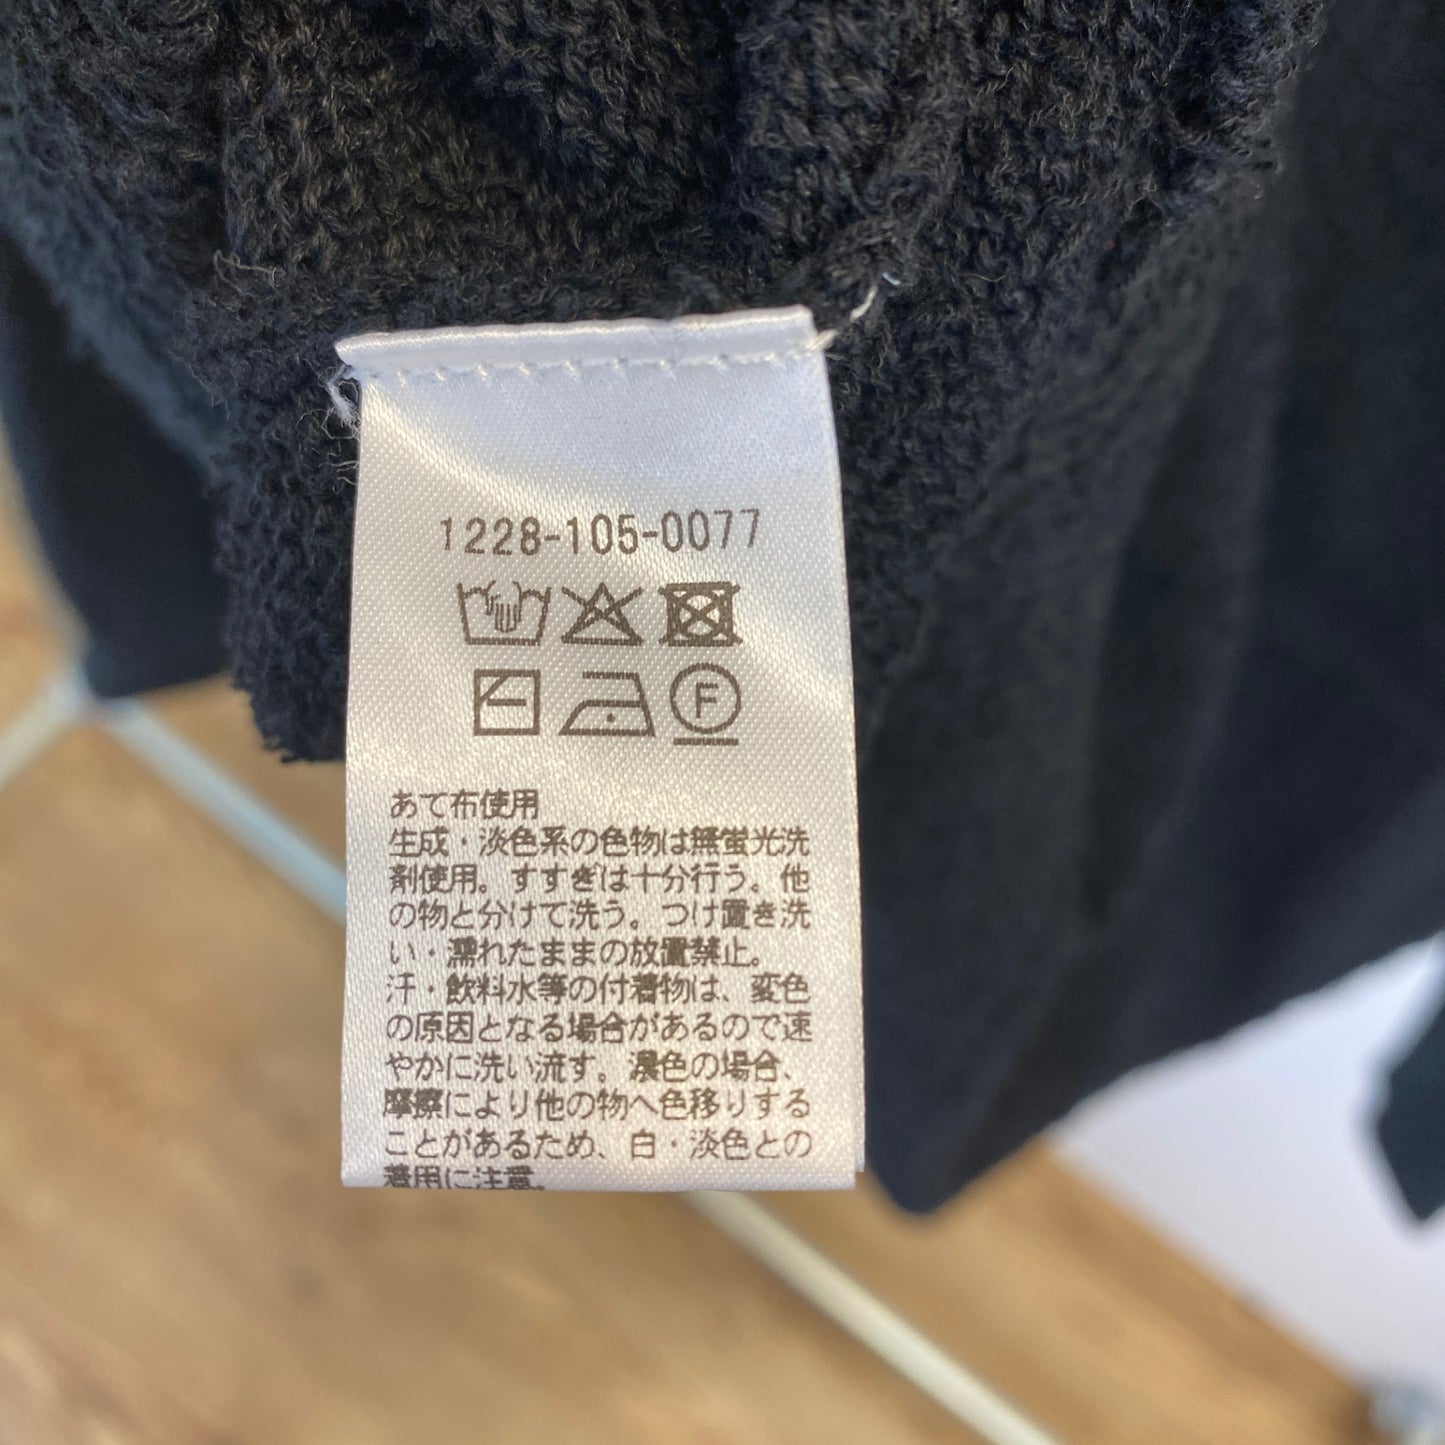 1228-105-0077
F
あて布使用
生成・淡色系の色物は無蛍光洗
剤使用。すすぎは十分行う。他
の物と分けて洗う。つけ置き洗
い・濡れたままの放置禁止。
汗・飲料水等の付着物は、変色
の原因となる場合があるので速
やかに洗い流す。濃色の場合、
摩擦により他の物へ色移りする
ことがあるため、白・淡色との
着用に注意。